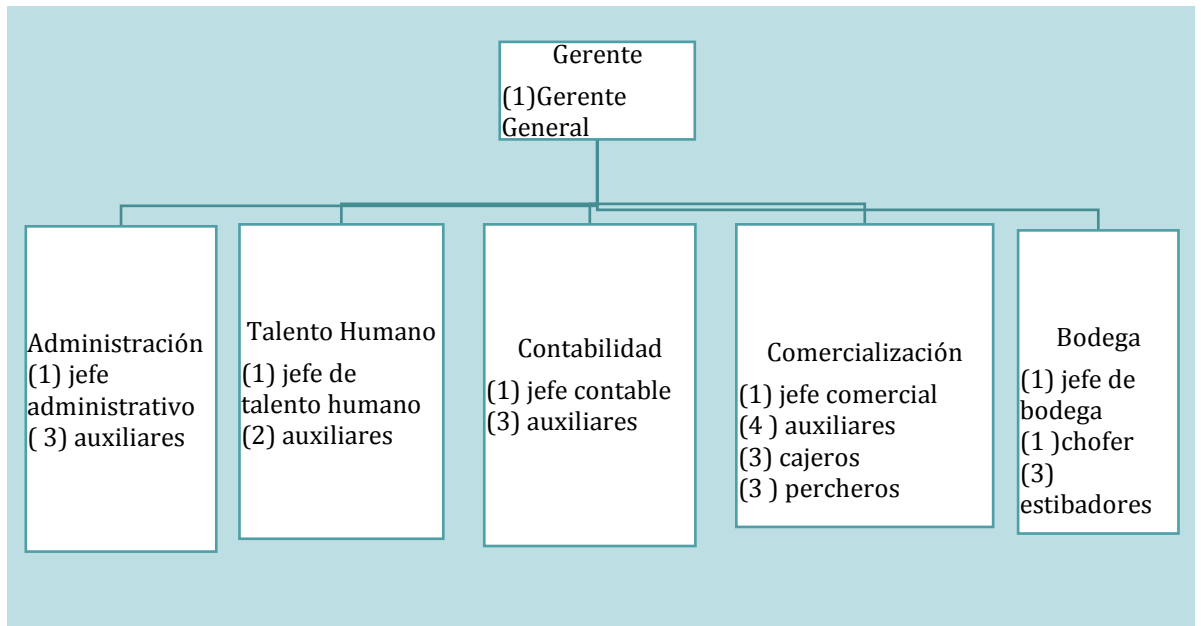 Gerente
(1)Gerente
General
Administración
(1) jefe
administrativo
( 3) auxiliares
Talento Humano
(1) jefe de
talento humano
(2) auxiliares
Contabilidad
(1) jefe contable
(3) auxiliares
Comercialización
(1) jefe comercial
(4 ) auxiliares
(3) cajeros
(3 ) percheros
Bodega
(1) jefe de
bodega
(1 )chofer
(3)
estibadores